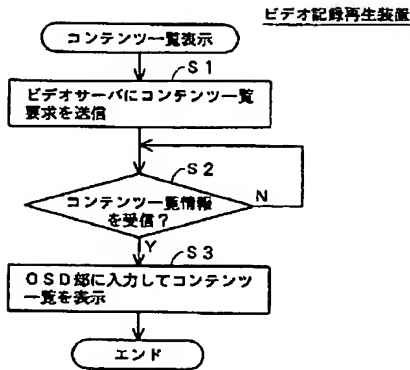 ビデオ記録再生装置
コンテンツ一覧表示
S1
ビデオサーバにコンテンツ一覧
要求を送信
S2
コンテンツ一覧情報
を受信?
N
Y
S3
OSD部に入力してコンテンツ
一覧を表示
エンド